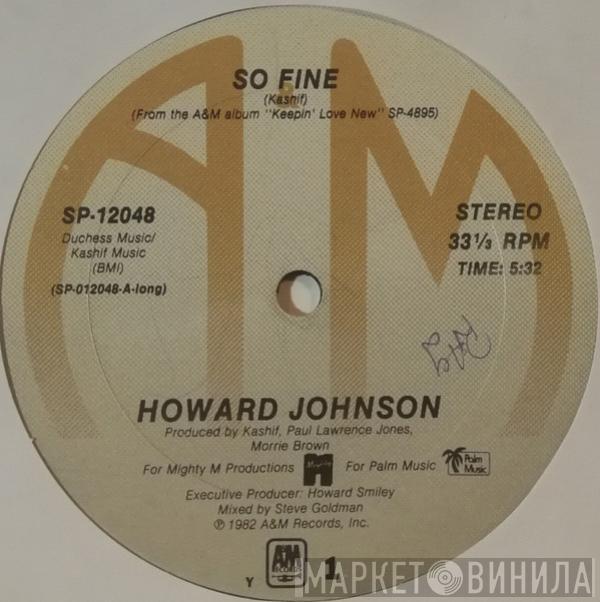 SO FINE
(Kashif)
(From the A&M album "Keepin' Love New" SP-4895)
SP-12048
Duchess Music/
Kashif Music
(BMI)
(SP-012048-A-long)
STEREO
33⅓ RPM
TIME: 5:32
HOWARD JOHNSON
Produced by Kashif, Paul Lawrence Jones,
Morrie Brown
For Mighty M Productions
For Palm Music
Palm
Music
Executive Producer: Howard Smiley
Mixed by Steve Goldman
℗ 1982 A&M Records, Inc.
Y
A&M
RECORDS
1
МАРКЕТ ВИНИЛА